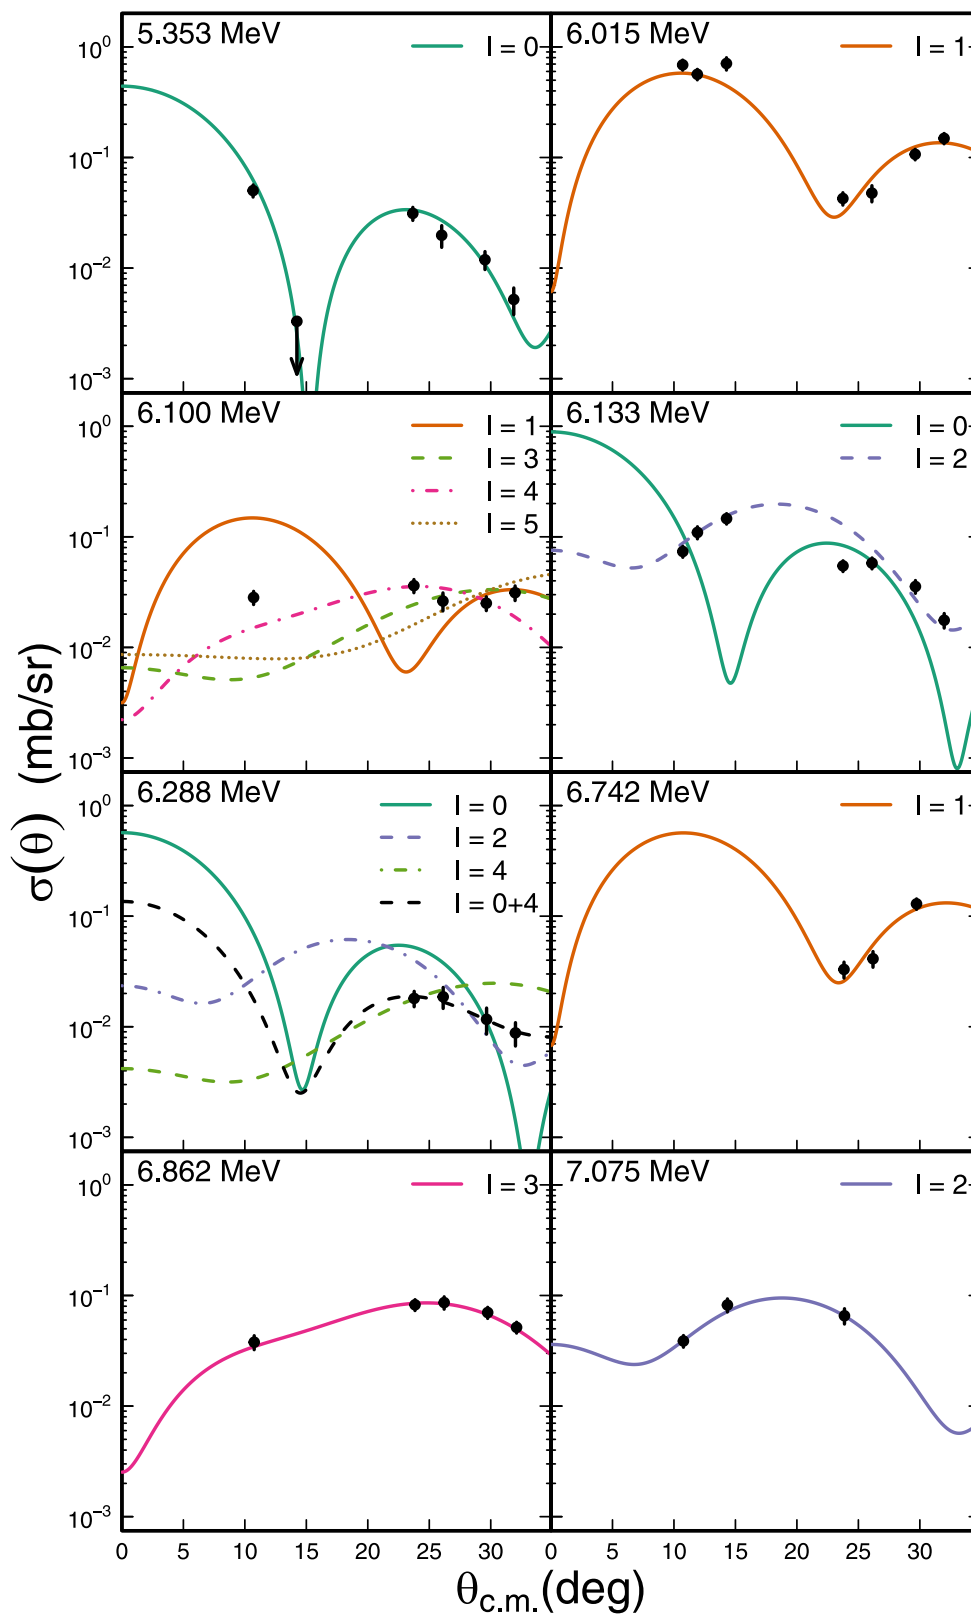 5.353 MeV
l = 0
6.015 MeV
l = 1
10⁰
10⁻¹
10⁻²
10⁻³
6.100 MeV
l = 1
l = 3
l = 4
l = 5
6.133 MeV
l = 0
l = 2
10⁰
10⁻¹
10⁻²
10⁻³
6.288 MeV
l = 0
l = 2
l = 4
l = 0+4
6.742 MeV
l = 1
10⁰
10⁻¹
10⁻²
10⁻³
6.862 MeV
l = 3
7.075 MeV
l = 2
10⁰
10⁻¹
10⁻²
10⁻³
σ(θ) (mb/sr)
0 5 10 15 20 25 30 0 5 10 15 20 25 30
θc.m.(deg)